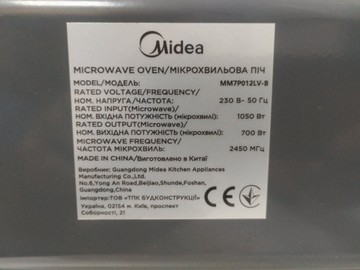 Midea
MICROWAVE OVEN/МІКРОХВИЛЬОВА ПІЧ
MODEL/МОДЕЛЬ: MM7P012LV-B
RATED VOLTAGE/FREQUENCY/
НОМ. НАПРУГА/ЧАСТОТА: 230 В- 50 Гц
RATED INPUT(Microwave)/
НОМ. ВХІДНА ПОТУЖНІСТЬ (мікрохвилі): 1050 Вт
RATED OUTPUT(Microwave)/
НОМ. ВИХІДНА ПОТУЖНІСТЬ (мікрохвилі): 700 Вт
MICROWAVE FREQUENCY/
ЧАСТОТА МІКРОХВИЛЬ: 2450 МГц
MADE IN CHINA/Виготовлено в Китаї
Виробник: Guangdong Midea Kitchen Appliances
Manufacturing Co.,Ltd.
No.6,Yong An Road,Beijiao,Shunde,Foshan,
Guangdong,China
Імпортер:ТОВ «ТПК БУДКОНСТРУКЦІЇ»
Україна, 02154 м. Київ, проспект
Соборності, 21